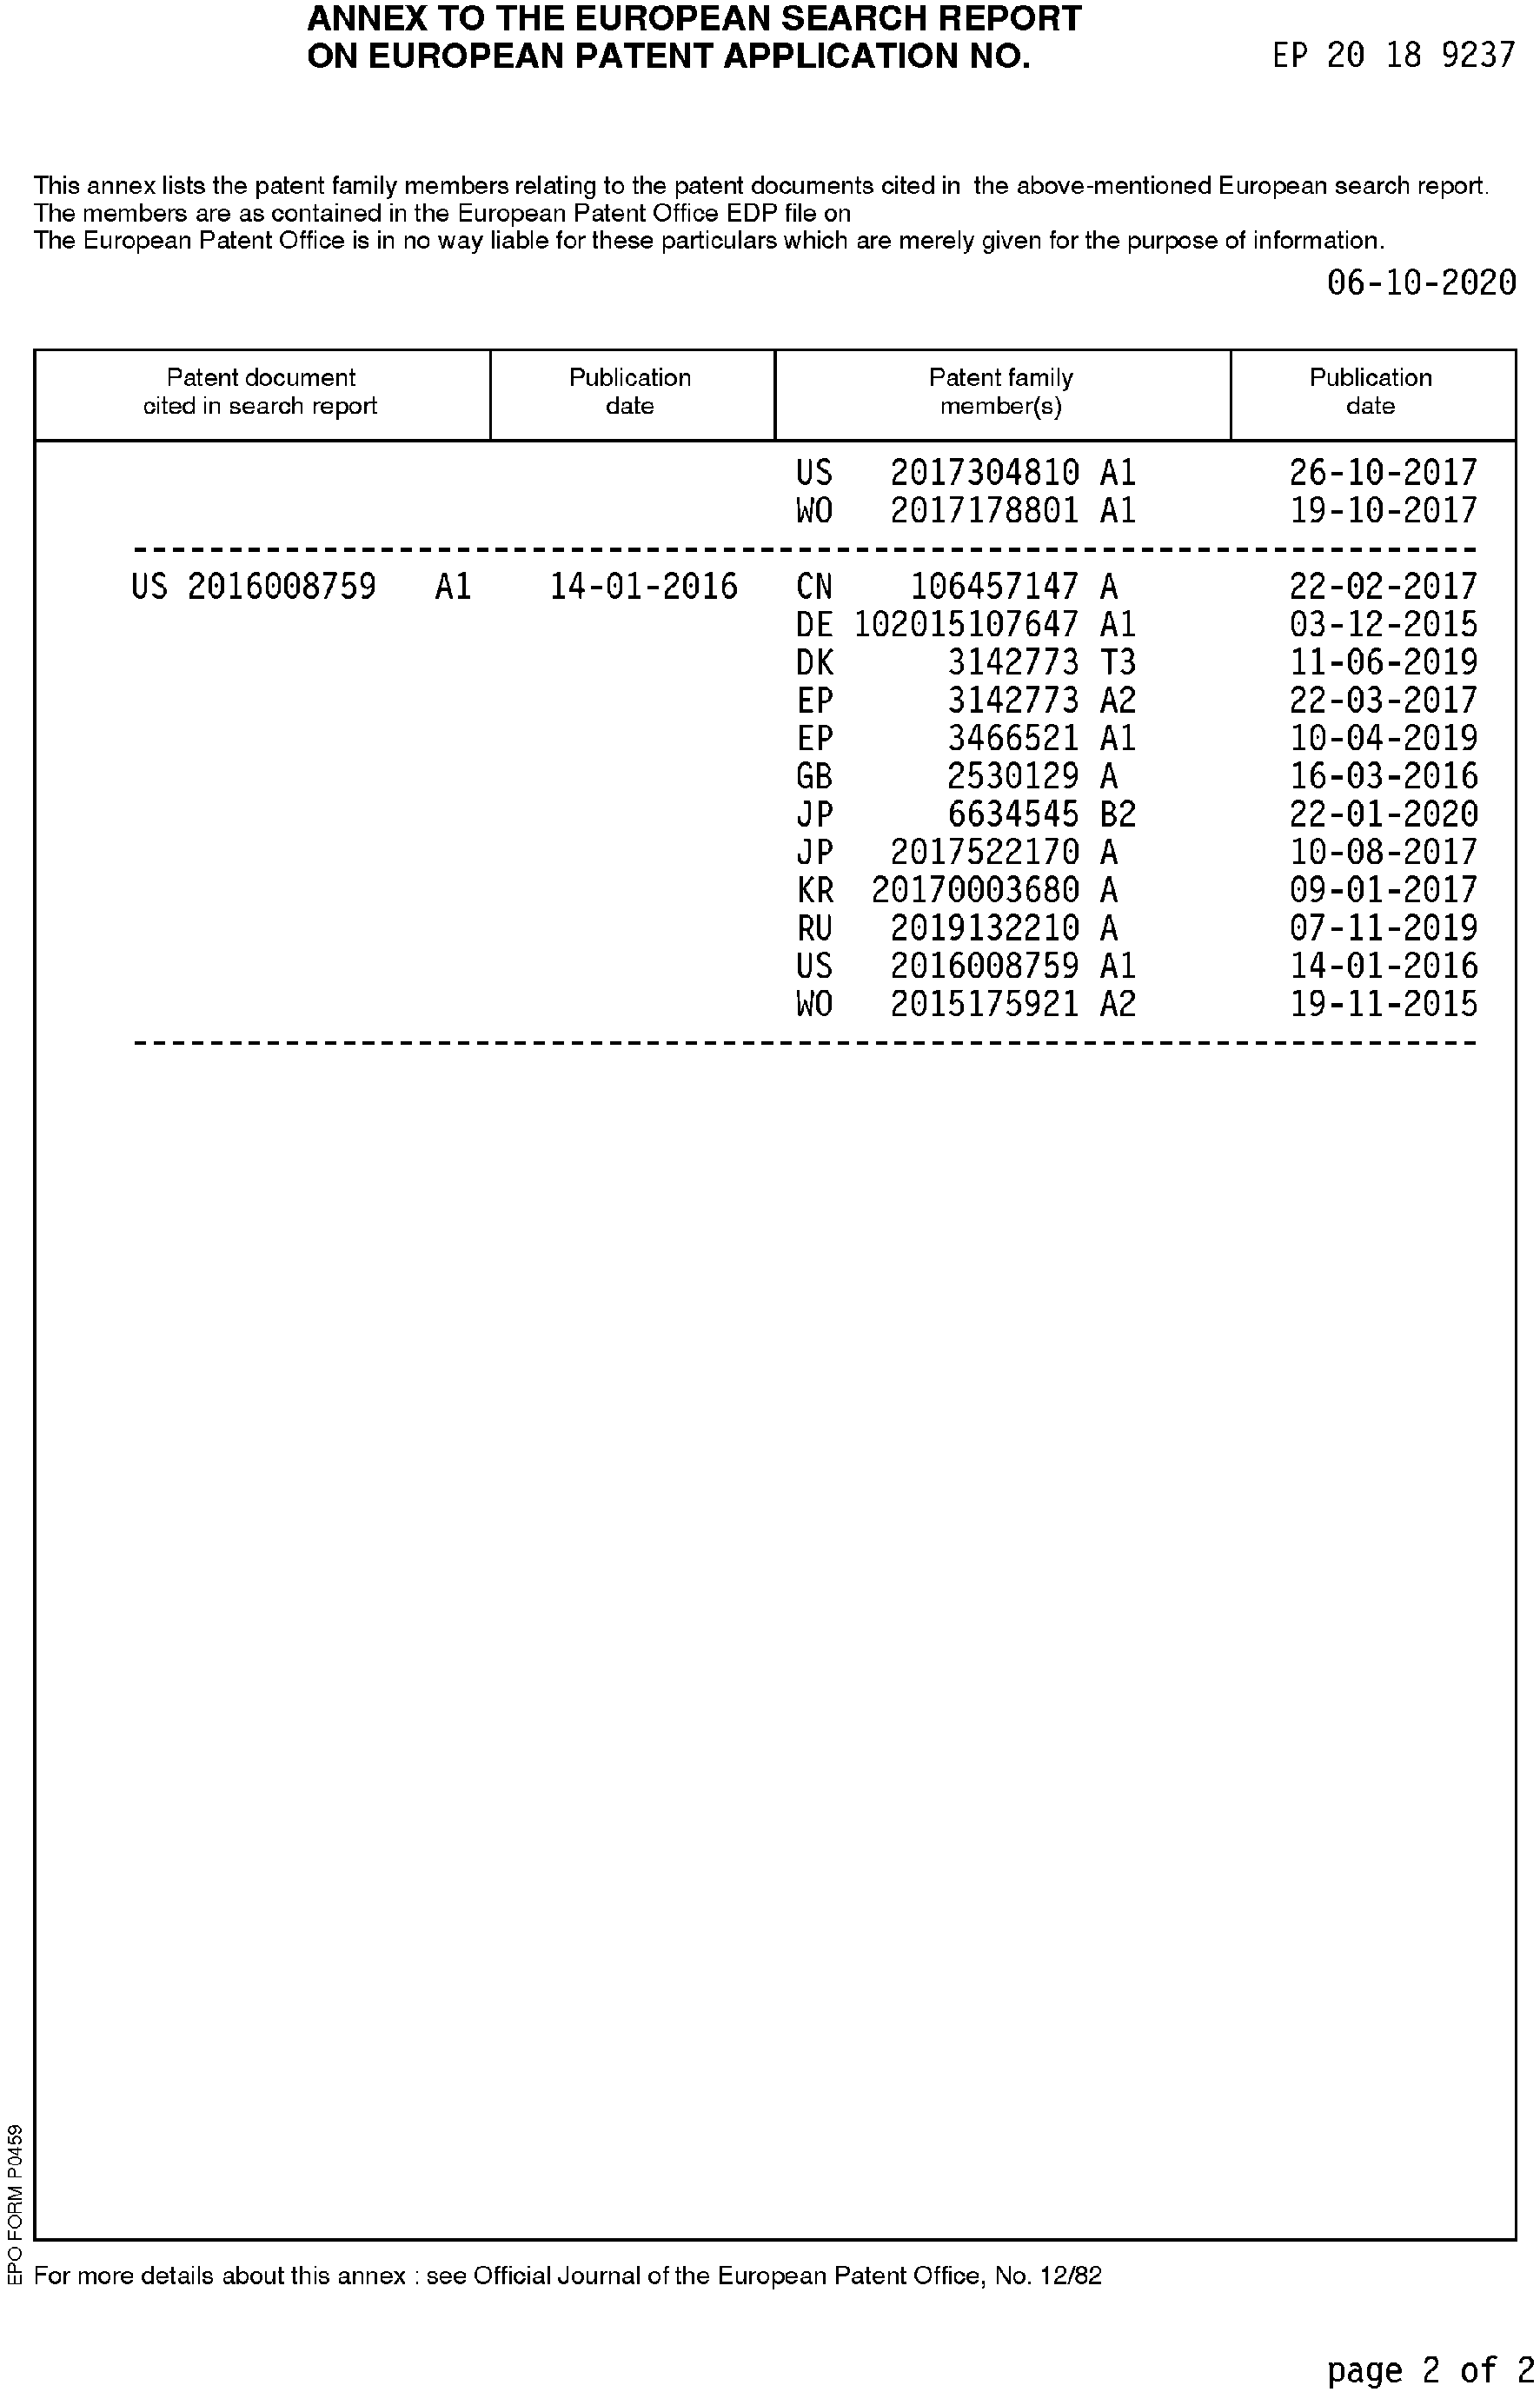 ANNEX TO THE EUROPEAN SEARCH REPORT
ON EUROPEAN PATENT APPLICATION NO. EP 20 18 9237
This annex lists the patent family members relating to the patent documents cited in the above-mentioned European search report.
The members are as contained in the European Patent Office EDP file on
The European Patent Office is in no way liable for these particulars which are merely given for the purpose of information.
06-10-2020
Patent document cited in search report
Publication date
Patent family member(s)
Publication date
US 2017304810 A1 26-10-2017
WO 2017178801 A1 19-10-2017
US 2016008759 A1 14-01-2016 CN 106457147 A 22-02-2017
DE 102015107647 A1 03-12-2015
DK 3142773 T3 11-06-2019
EP 3142773 A2 22-03-2017
EP 3466521 A1 10-04-2019
GB 2530129 A 16-03-2016
JP 6634545 B2 22-01-2020
JP 2017522170 A 10-08-2017
KR 20170003680 A 09-01-2017
RU 2019132210 A 07-11-2019
US 2016008759 A1 14-01-2016
WO 2015175921 A2 19-11-2015
EPO FORM P0459
For more details about this annex : see Official Journal of the European Patent Office, No. 12/82
page 2 of 2